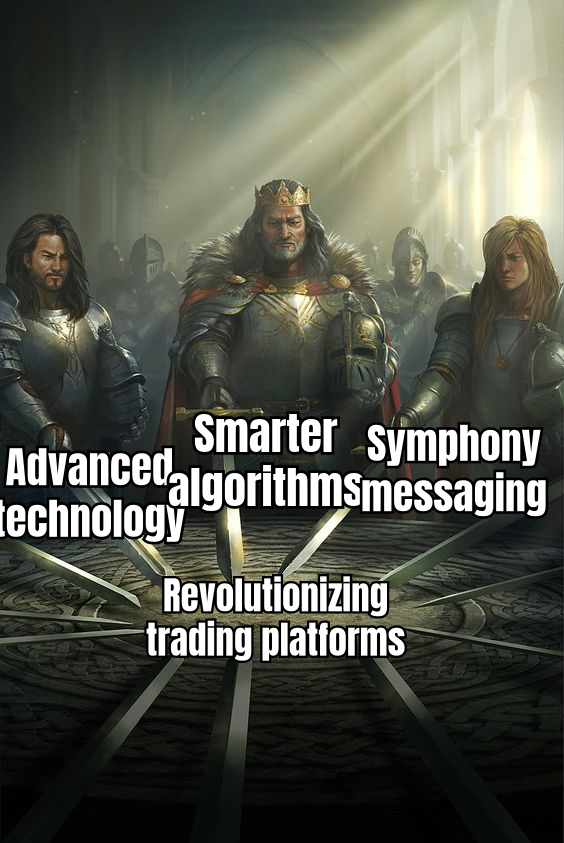 Advanced
technology
Smarter
algorithms
Symphony
messaging
Revolutionizing
trading platforms